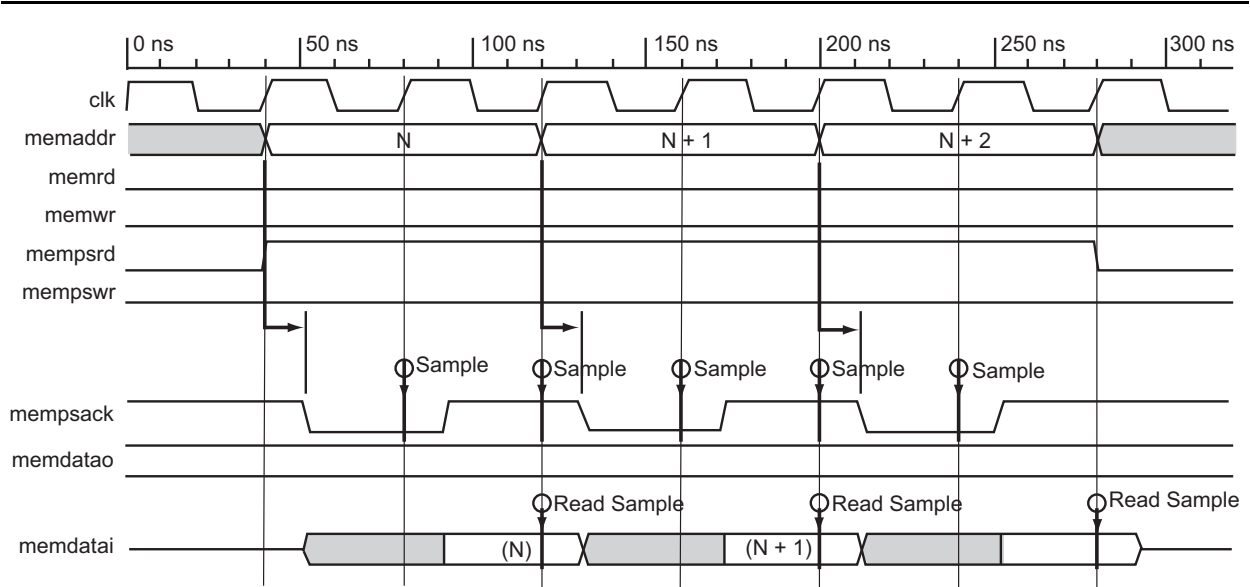 0 ns 50 ns 100 ns 150 ns 200 ns 250 ns 300 ns
clk
memaddr N N + 1 N + 2
memrd
memwr
mempsrd
mempswr
Sample Sample Sample Sample Sample
mempsack
memdatao
Read Sample Read Sample Read Sample
memdatai (N) (N + 1)